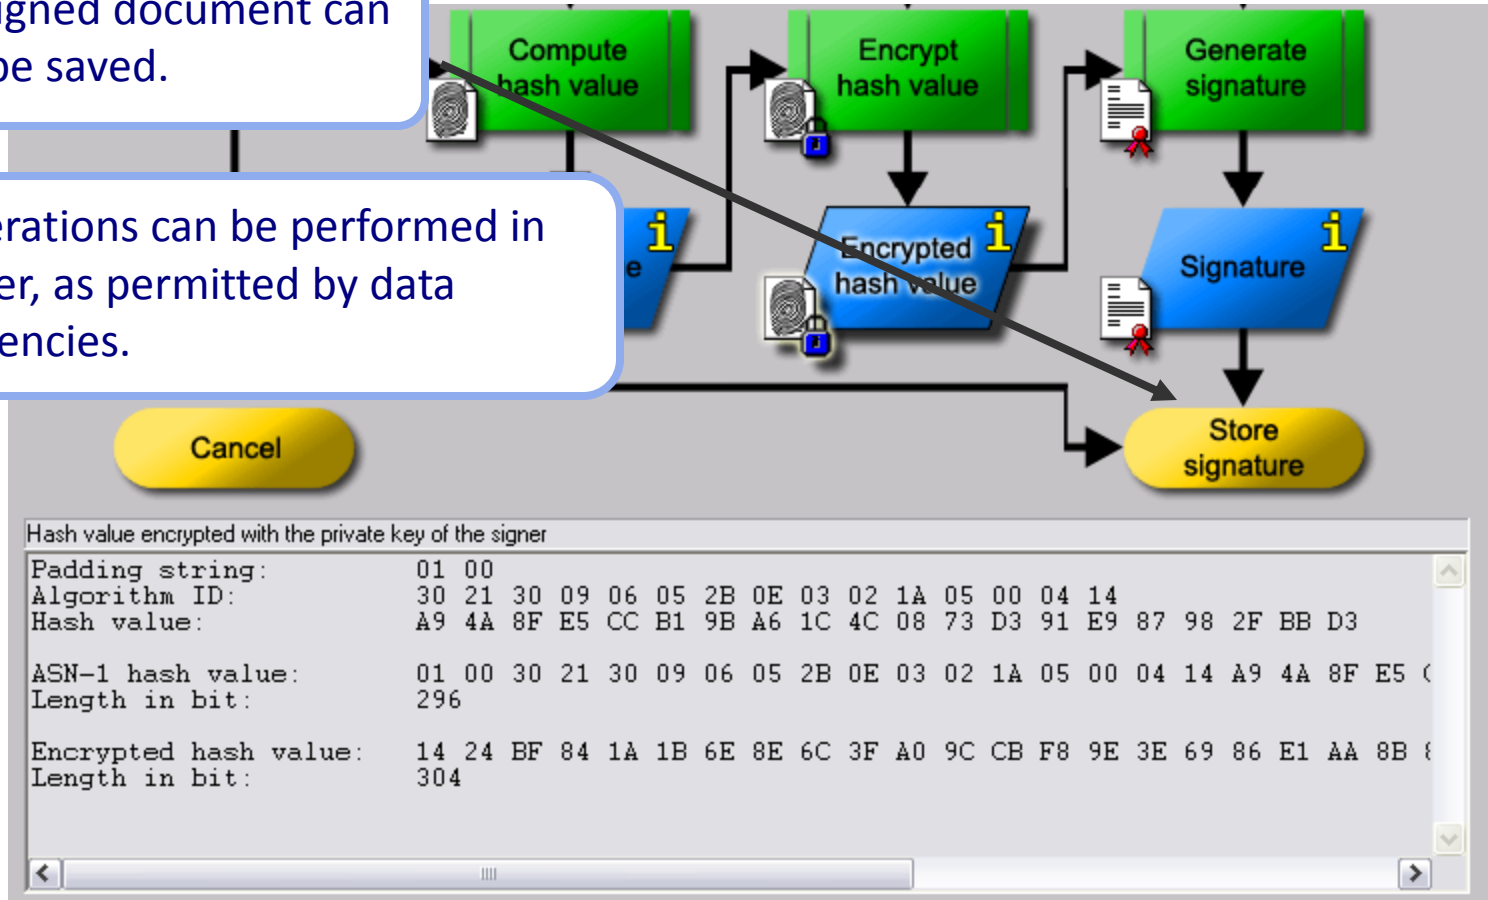 igned document can
be saved.
Compute
hash value
Encrypt
hash value
Generate
signature
erations can be performed in
er, as permitted by data
encies.
e
Encrypted
hash value
Signature
Cancel
Store
signature
Hash value encrypted with the private key of the signer
Padding string: 01 00
Algorithm ID: 30 21 30 09 06 05 2B 0E 03 02 1A 05 00 04 14
Hash value: A9 4A 8F E5 CC B1 9B A6 1C 4C 08 73 D3 91 E9 87 98 2F BB D3
ASN-1 hash value: 01 00 30 21 30 09 06 05 2B 0E 03 02 1A 05 00 04 14 A9 4A 8F E5
Length in bit: 296
Encrypted hash value: 14 24 BF 84 1A 1B 6E 8E 6C 3F A0 9C CB F8 9E 3E 69 86 E1 AA 8B
Length in bit: 304